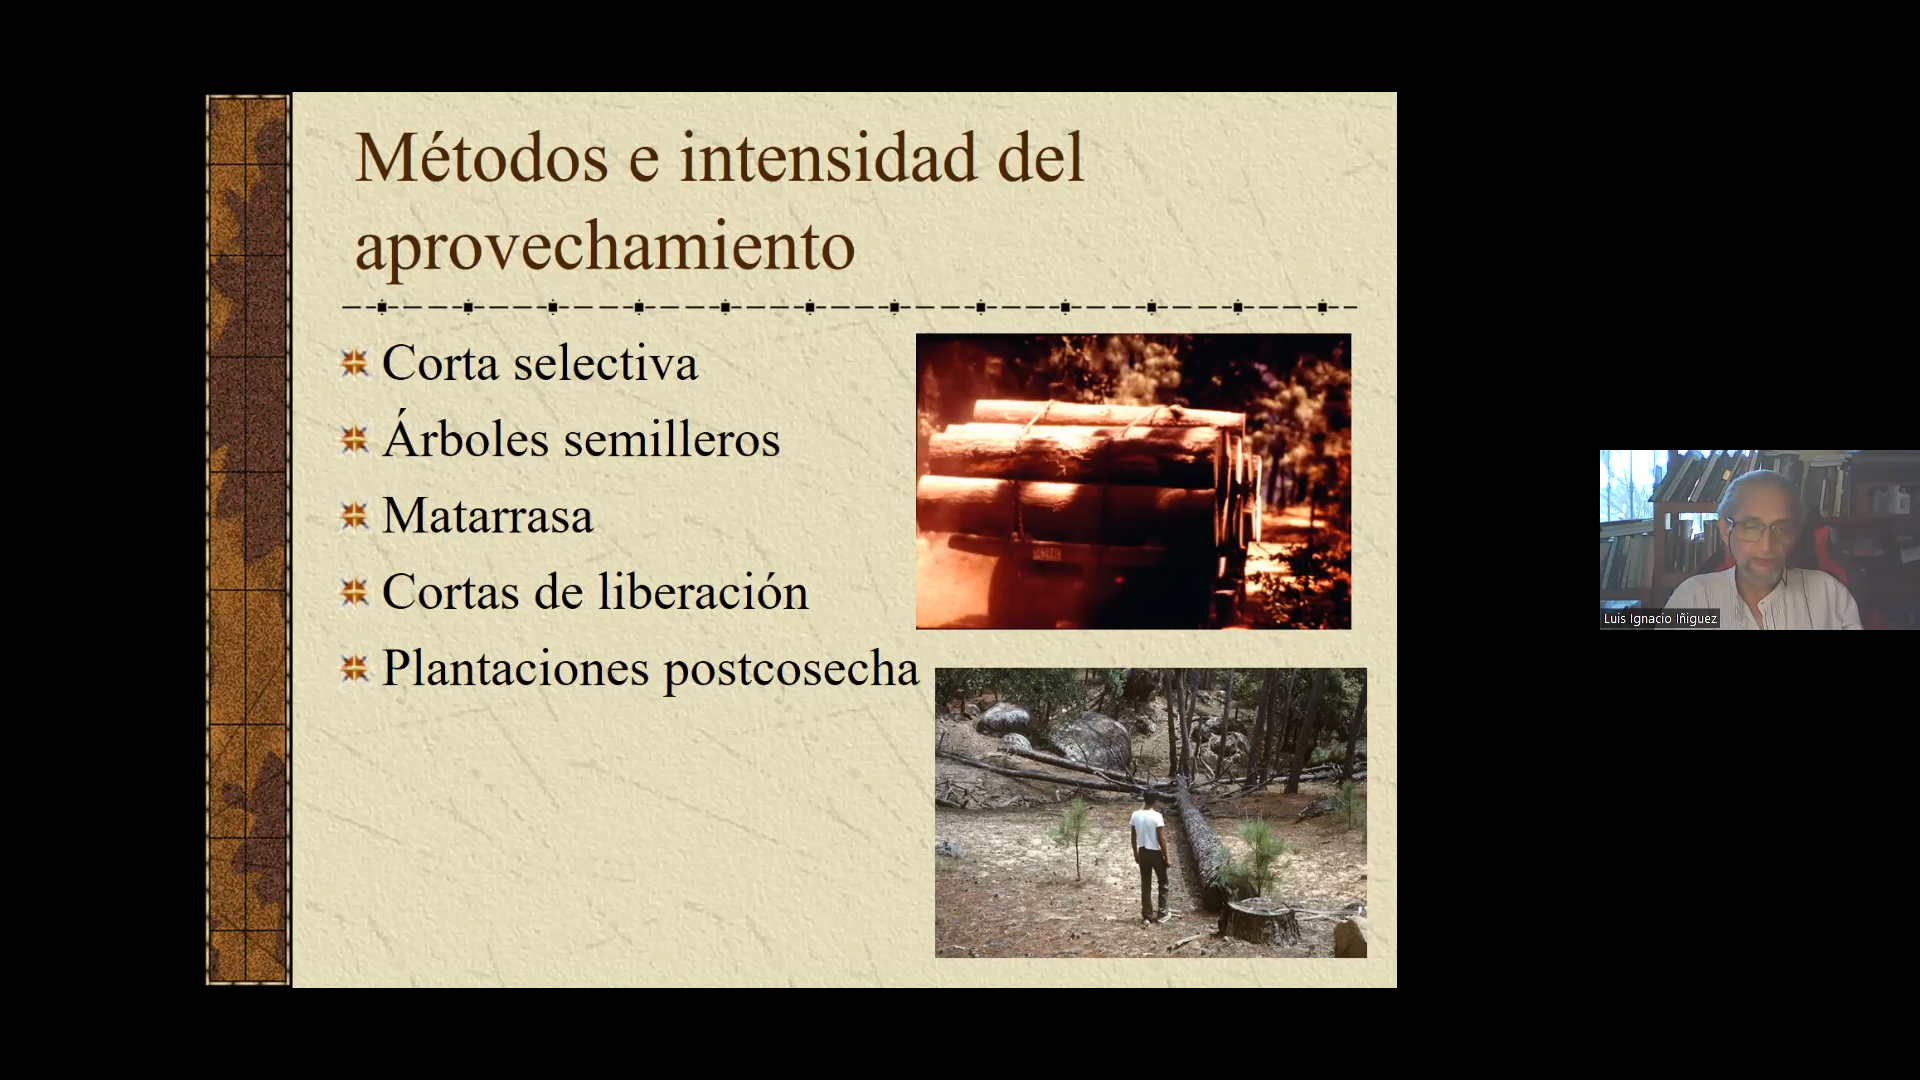 Métodos e intensidad del
aprovechamiento
Corta selectiva
Árboles semilleros
Matarrasa
Cortas de liberación
Plantaciones postcosecha
Luis Ignacio Iñiguez